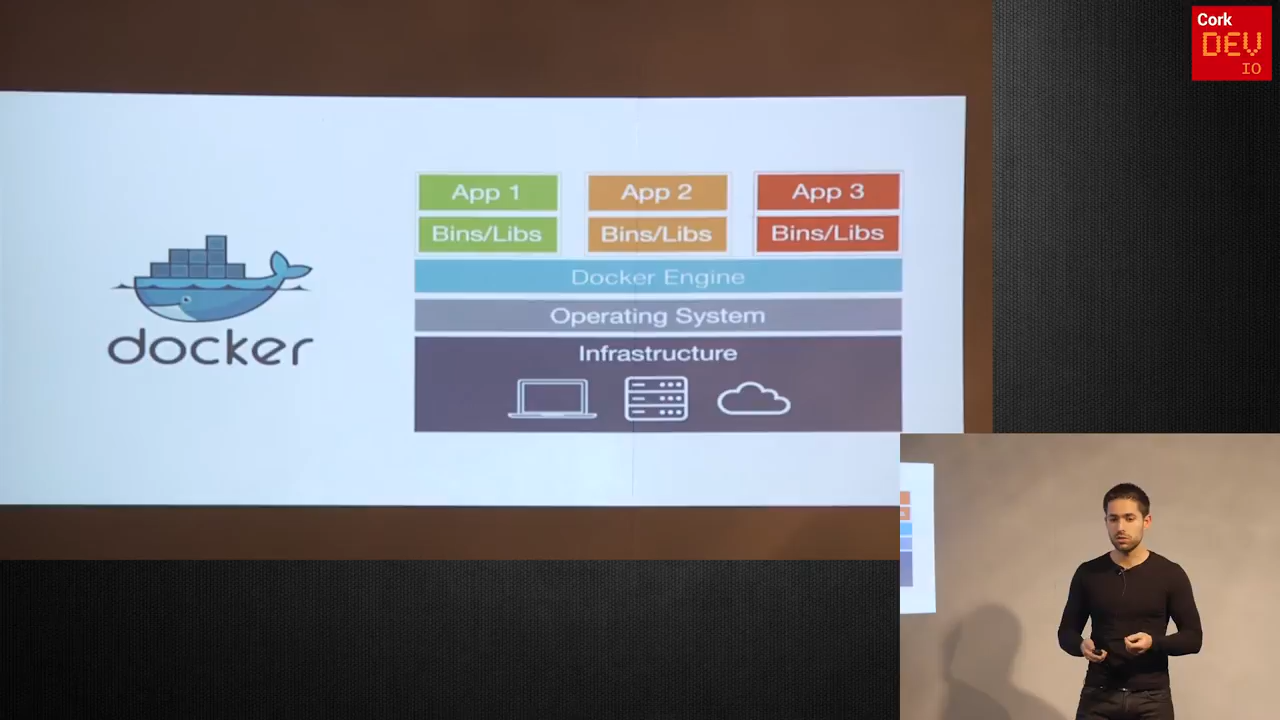 Cork
DEV
IO
App 1
App 2
App 3
Bins/Libs
Bins/Libs
Bins/Libs
Docker Engine
Operating System
Infrastructure
docker